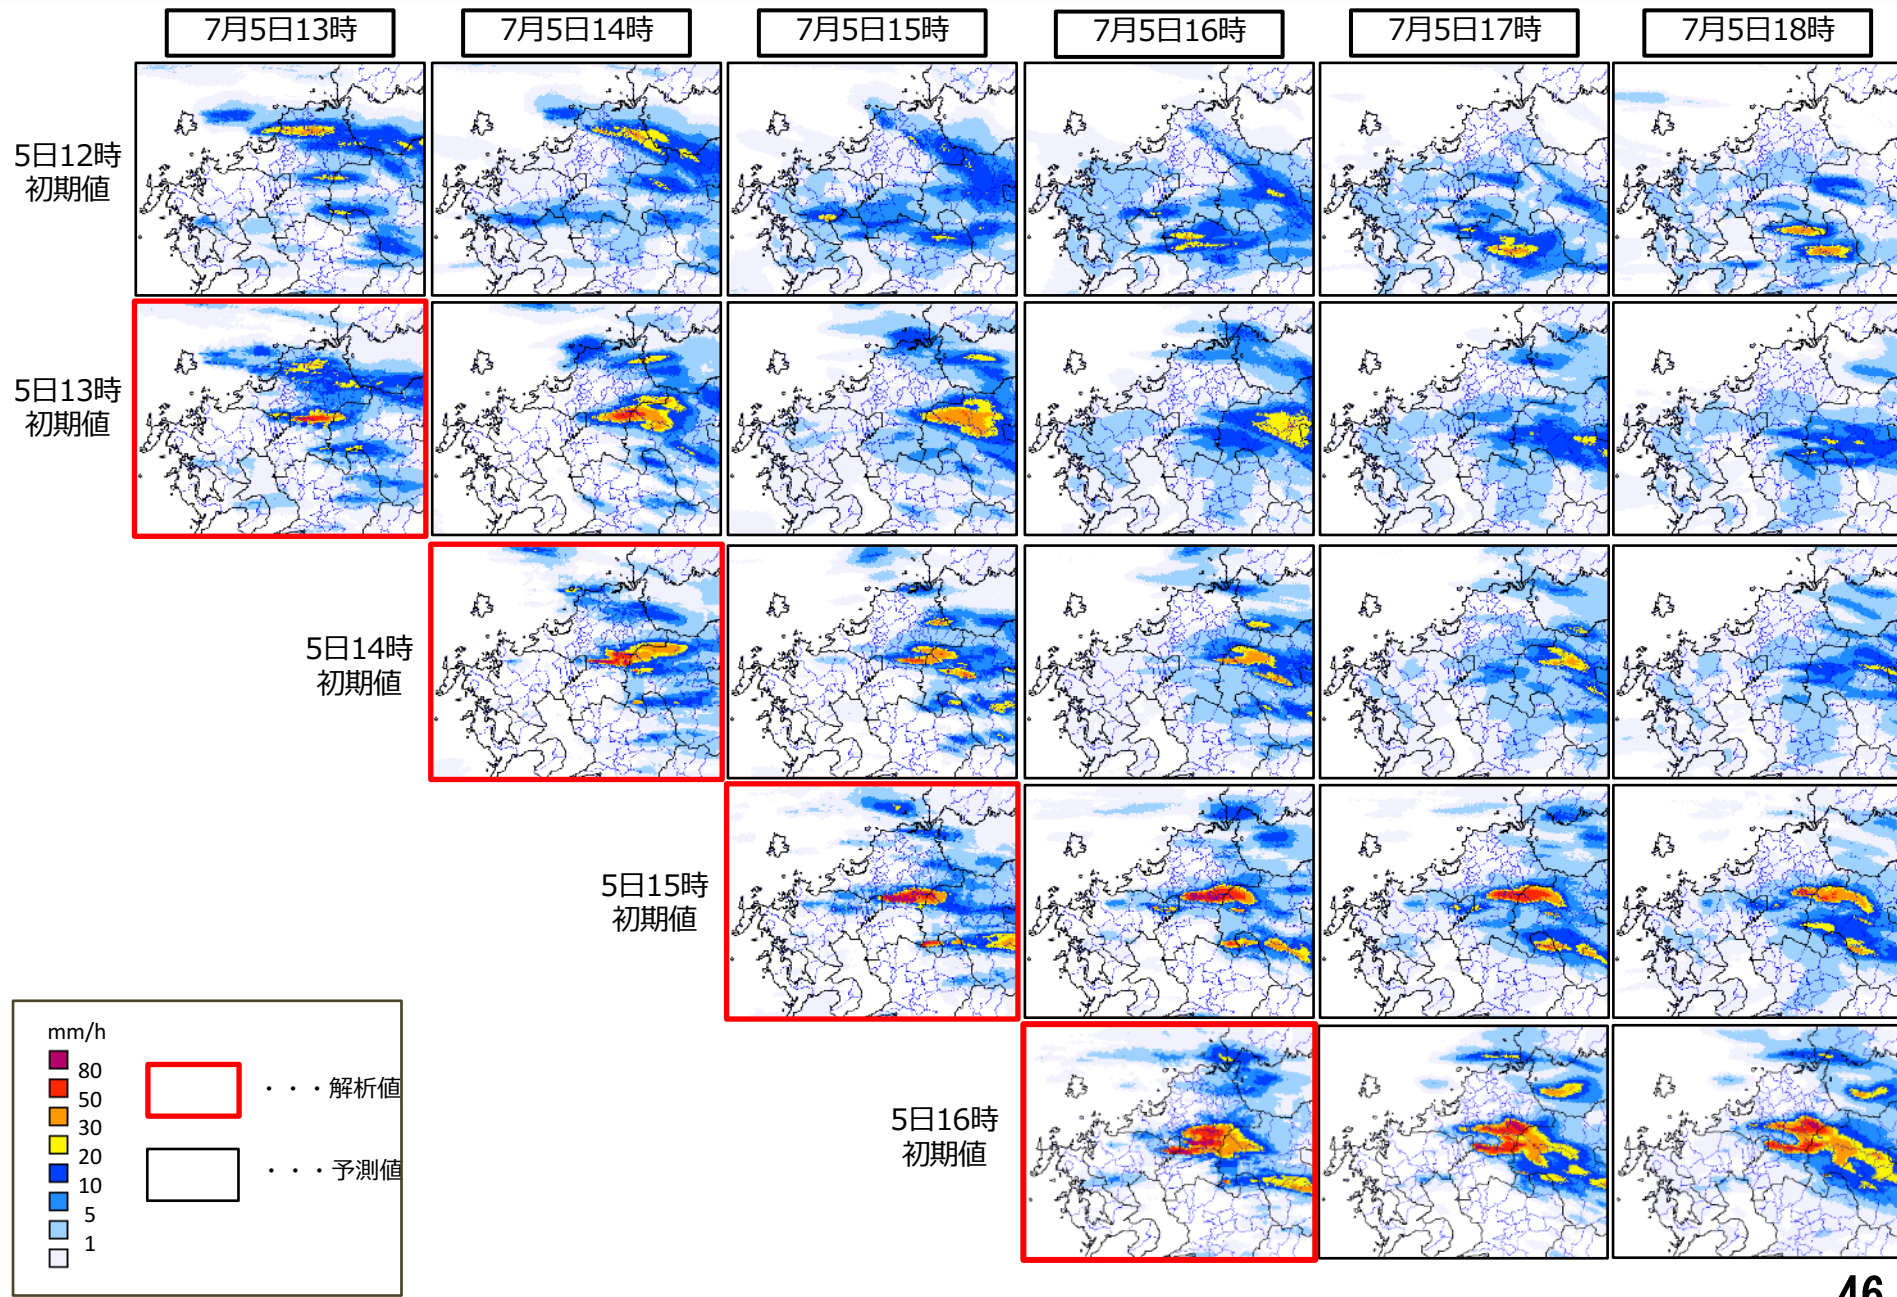 7月5日13時
7月5日14時
7月5日15時
7月5日16時
7月5日17時
7月5日18時
5日12時
初期値
5日13時
初期値
5日14時
初期値
5日15時
初期値
5日16時
初期値
mm/h
80
50
30
20
10
5
1
・・・解析値
・・・予測値
46